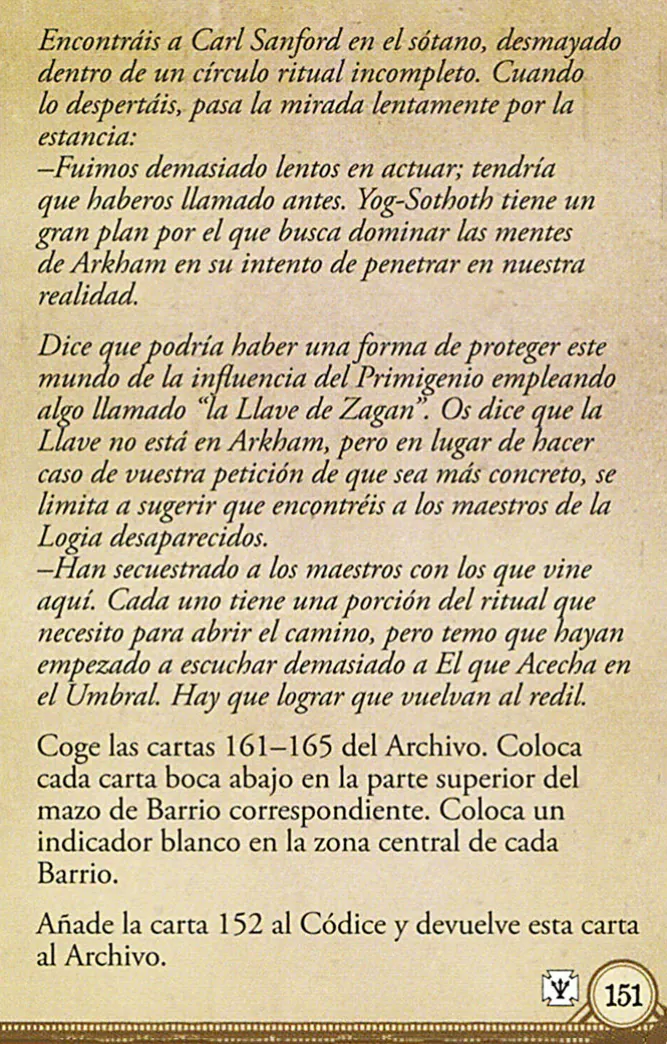 Encontráis a Carl Sanford en el sótano, desmayado
dentro de un círculo ritual incompleto. Cuando
lo despertáis, pasa la mirada lentamente por la
estancia:
–Fuimos demasiado lentos en actuar; tendría
que haberos llamado antes. Yog-Sothoth tiene un
gran plan por el que busca dominar las mentes
de Arkham en su intento de penetrar en nuestra
realidad.
Dice que podría haber una forma de proteger este
mundo de la influencia del Primigenio empleando
algo llamado “la Llave de Zagan”. Os dice que la
Llave no está en Arkham, pero en lugar de hacer
caso de vuestra petición de que sea más concreto, se
limita a sugerir que encontréis a los maestros de la
Logia desaparecidos.
–Han secuestrado a los maestros con los que vine
aquí. Cada uno tiene una porción del ritual que
necesito para abrir el camino, pero temo que hayan
empezado a escuchar demasiado a El que Acecha en
el Umbral. Hay que lograr que vuelvan al redil.
Coge las cartas 161–165 del Archivo. Coloca
cada carta boca abajo en la parte superior del
mazo de Barrio correspondiente. Coloca un
indicador blanco en la zona central de cada
Barrio.
Añade la carta 152 al Códice y devuelve esta carta
al Archivo.
151